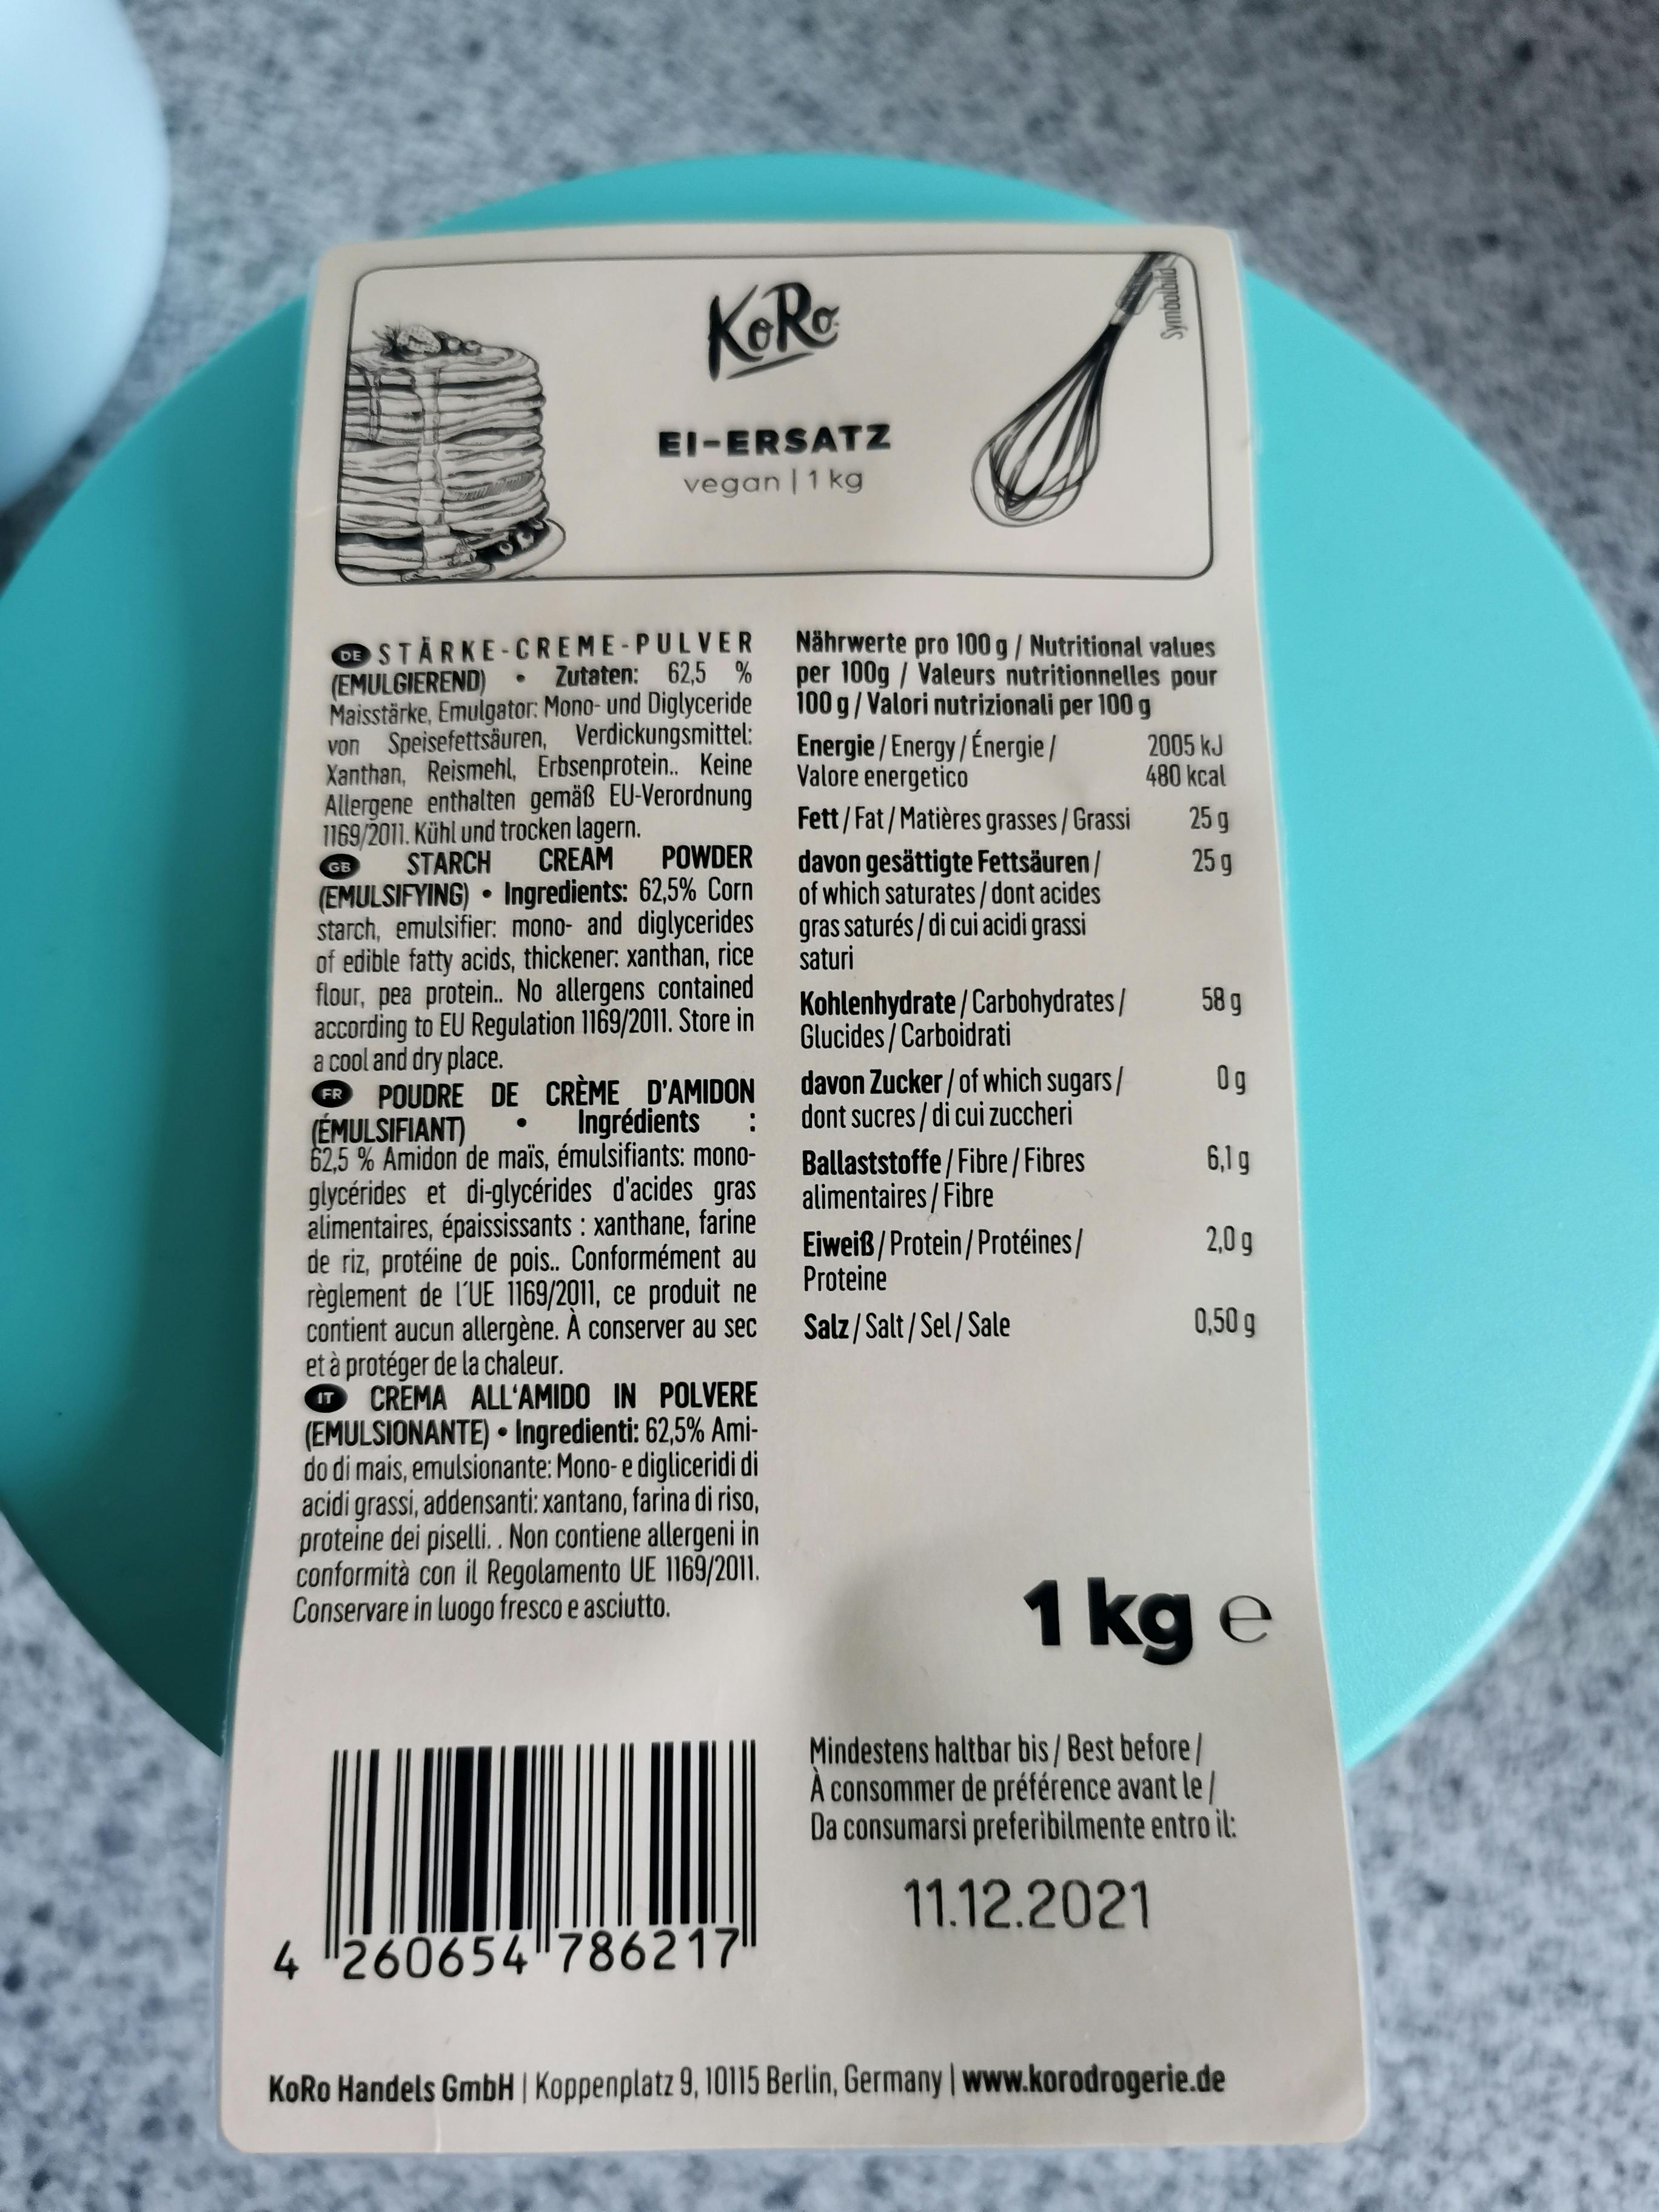 KoRo
EI-ERSATZ
vegan | 1 kg
Symbolbild
DE STÄRKE-CREME-PULVER
(EMULGIEREND) • Zutaten: 62,5 %
Maisstärke, Emulgator: Mono- und Diglyceride
von Speisefettsäuren, Verdickungsmittel:
Xanthan, Reismehl, Erbsenprotein.. Keine
Allergene enthalten gemäß EU-Verordnung
1169/2011. Kühl und trocken lagern.
GB STARCH CREAM POWDER
(EMULSIFYING) • Ingredients: 62,5% Corn
starch, emulsifier: mono- and diglycerides
of edible fatty acids, thickener: xanthan, rice
flour, pea protein.. No allergens contained
according to EU Regulation 1169/2011. Store in
a cool and dry place.
FR POUDRE DE CRÈME D'AMIDON
(ÉMULSIFIANT) • Ingrédients :
62,5 % Amidon de maïs, émulsifiants: mono-
glycérides et di-glycérides d'acides gras
alimentaires, épaississants : xanthane, farine
de riz, protéine de pois.. Conformément au
règlement de l´UE 1169/2011, ce produit ne
contient aucun allergène. À conserver au sec
et à protéger de la chaleur.
IT CREMA ALL'AMIDO IN POLVERE
(EMULSIONANTE) • Ingredienti: 62,5% Ami-
do di mais, emulsionante: Mono- e digliceridi di
acidi grassi, addensanti: xantano, farina di riso,
proteine dei piselli. . Non contiene allergeni in
conformità con il Regolamento UE 1169/2011.
Conservare in luogo fresco e asciutto.
Nährwerte pro 100 g / Nutritional values
per 100g / Valeurs nutritionnelles pour
100 g / Valori nutrizionali per 100 g
Energie / Energy / Énergie / 2005 kJ
Valore energetico 480 kcal
Fett / Fat / Matières grasses / Grassi 25 g
davon gesättigte Fettsäuren / 25 g
of which saturates / dont acides
gras saturés / di cui acidi grassi
saturi
Kohlenhydrate / Carbohydrates / 58 g
Glucides / Carboidrati
davon Zucker / of which sugars / 0 g
dont sucres / di cui zuccheri
Ballaststoffe / Fibre / Fibres 6,1 g
alimentaires / Fibre
Eiweiß / Protein / Protéines / 2,0 g
Proteine
Salz / Salt / Sel / Sale 0,50 g
1 kg e
Mindestens haltbar bis / Best before /
À consommer de préférence avant le /
Da consumarsi preferibilmente entro il:
11.12.2021
4 260654 786217
KoRo Handels GmbH | Koppenplatz 9, 10115 Berlin, Germany | www.korodrogerie.de